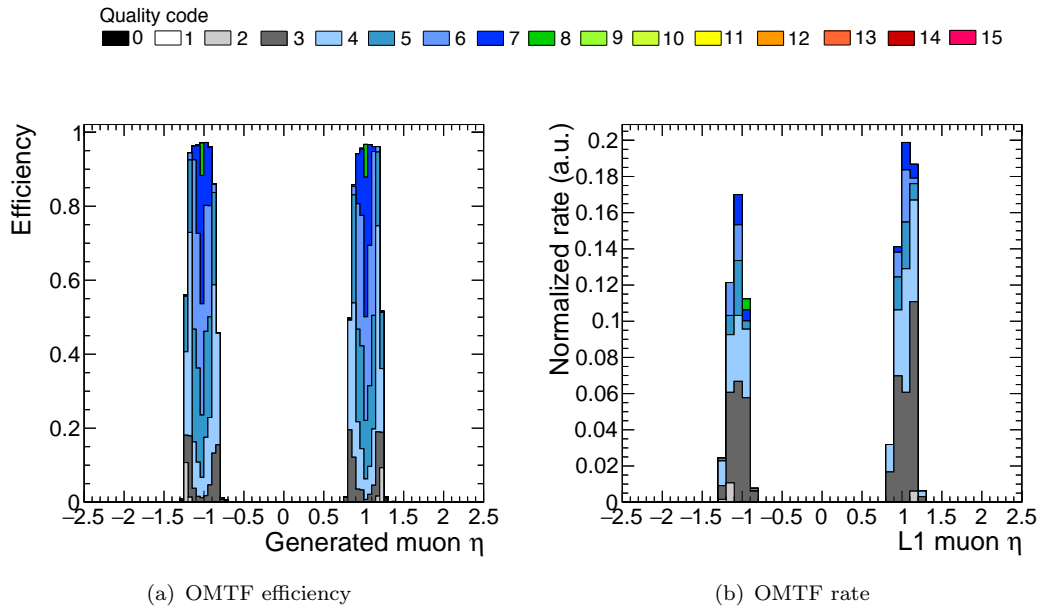 Quality code
0 1 2 3 4 5 6 7 8 9 10 11 12 13 14 15
Efficiency
1
0.8
0.6
0.4
0.2
0
−2.5 −2 −1.5 −1 −0.5 0 0.5 1 1.5 2 2.5
Generated muon η
(a) OMTF efficiency
Normalized rate (a.u.)
0.2
0.18
0.16
0.14
0.12
0.1
0.08
0.06
0.04
0.02
0
−2.5 −2 −1.5 −1 −0.5 0 0.5 1 1.5 2 2.5
L1 muon η
(b) OMTF rate